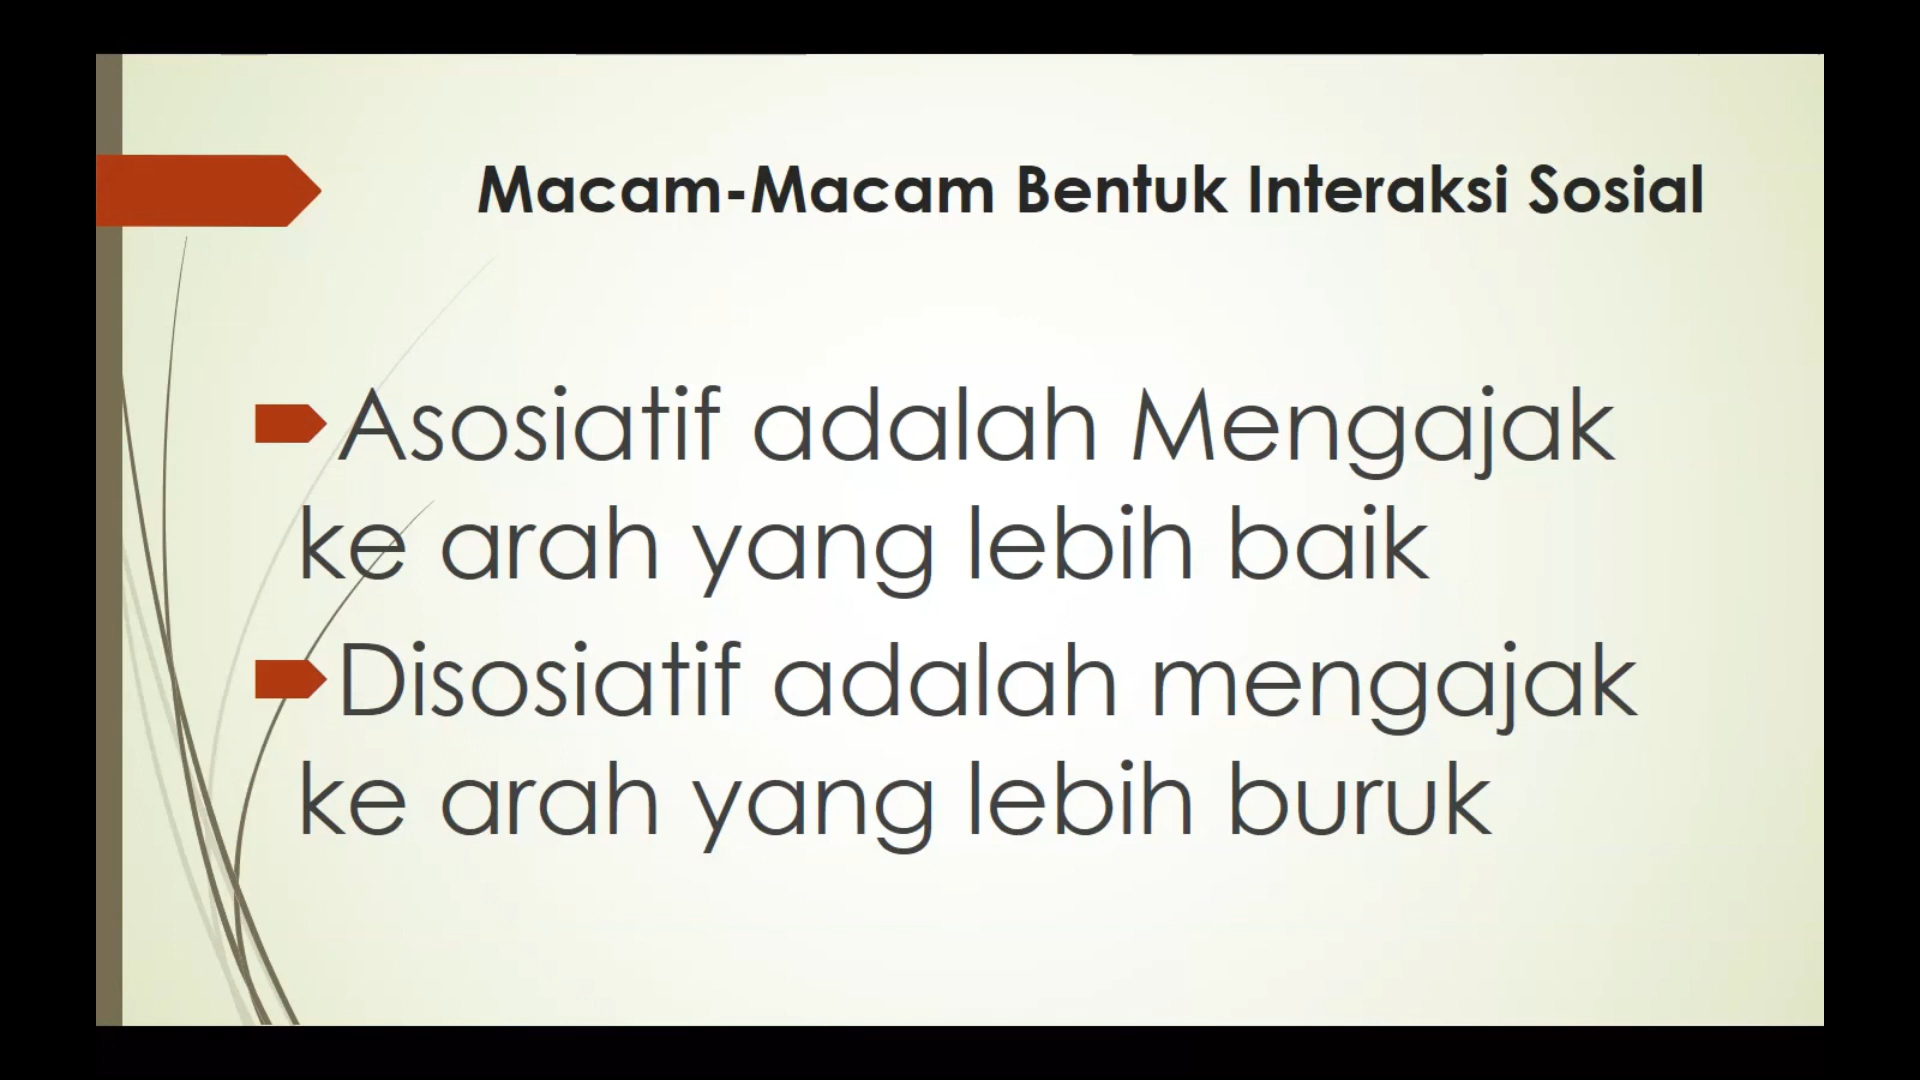 Macam-Macam Bentuk Interaksi Sosial
Asosiatif adalah Mengajak
ke arah yang lebih baik
Disosiatif adalah mengajak
ke arah yang lebih buruk